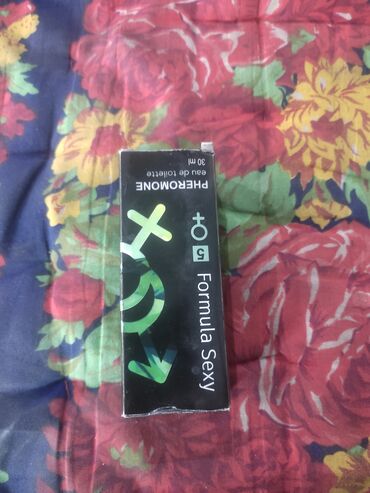 Formula Sexy
♀ 5
PHEROMONE
eau de toilette
30 ml